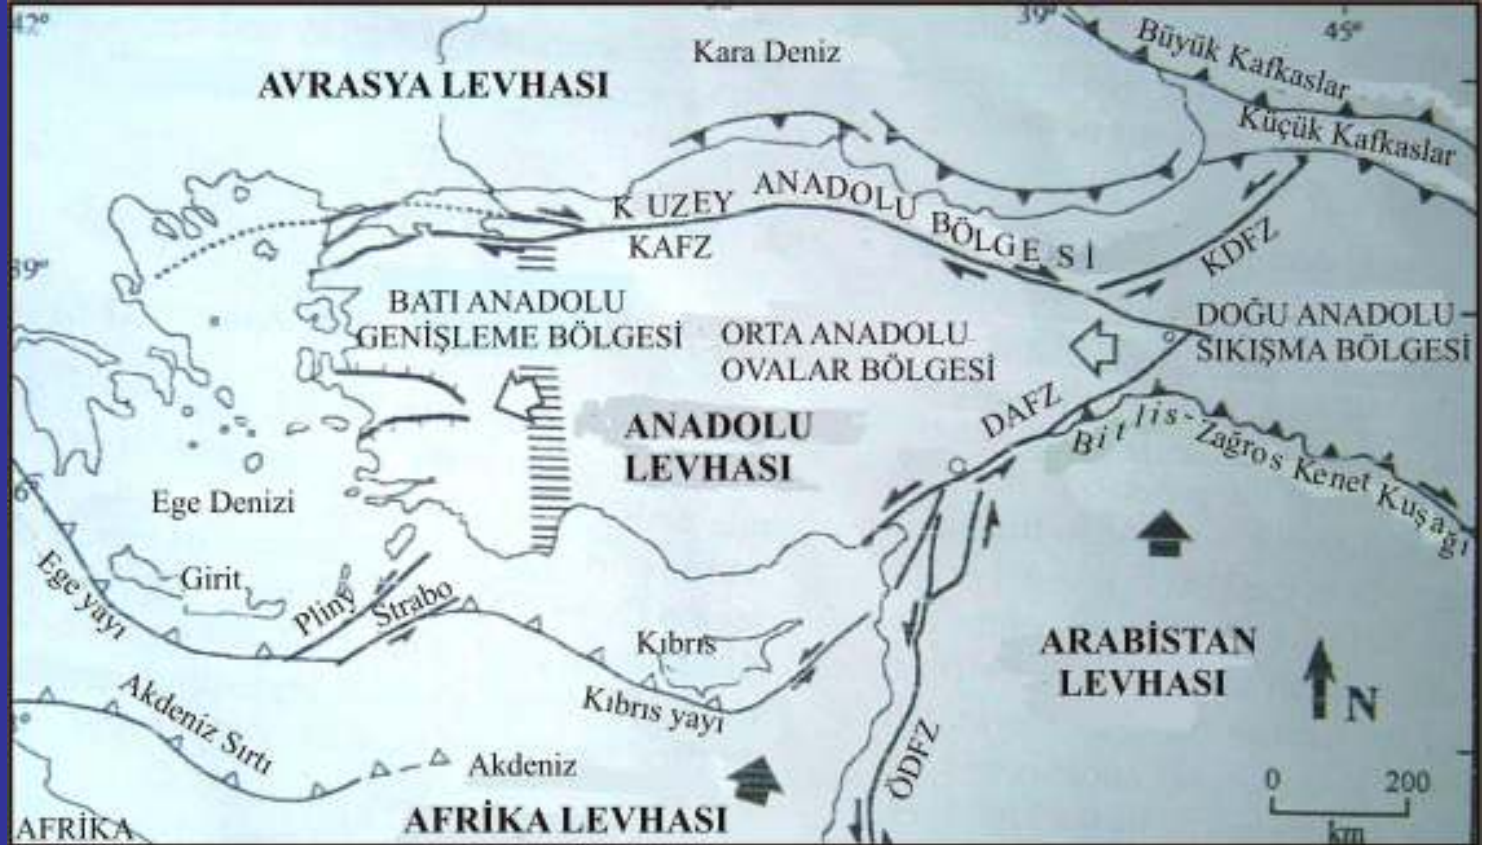 42°
39°
45°
Kara Deniz
Büyük Kafkaslar
AVRASYA LEVHASI
Küçük Kafkaslar
KUZEY ANADOLU BÖLGESİ
KAFZ
KDFZ
39°
BATI ANADOLU
GENİŞLEME BÖLGESİ
ORTA ANADOLU
OVALAR BÖLGESİ
DOĞU ANADOLU
SIKIŞMA BÖLGESİ
DAFZ
Bitlis-Zağros Kenet Kuşağı
ANADOLU
LEVHASI
Ege Denizi
Ege yayı
Girit
Pliny
Strabo
Kıbrıs
Kıbrıs yayı
ARABİSTAN
LEVHASI
N
Akdeniz Sırtı
Akdeniz
ÖDFZ
AFRİKA LEVHASI
AFRİKA
0 200
km